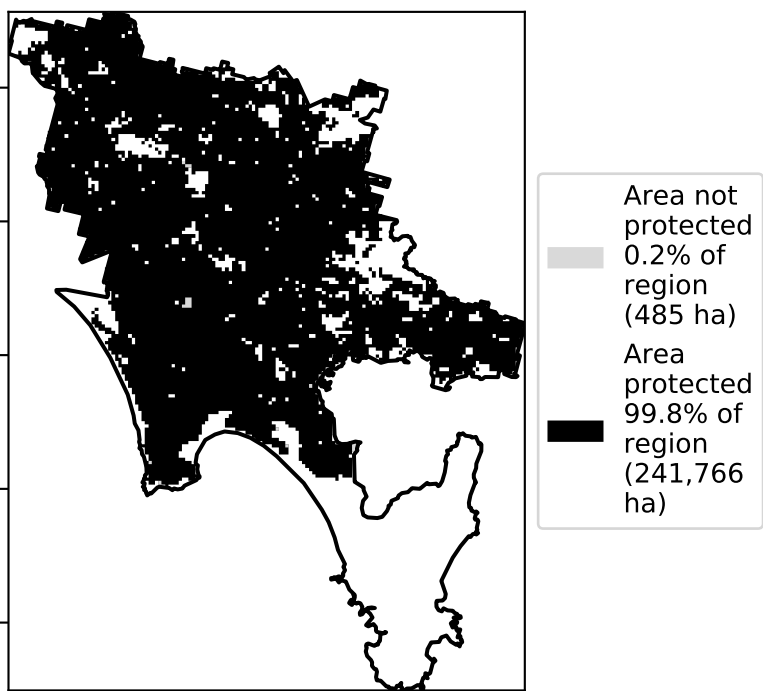 Area not
protected
0.2% of
region
(485 ha)
Area
protected
99.8% of
region
(241,766
ha)